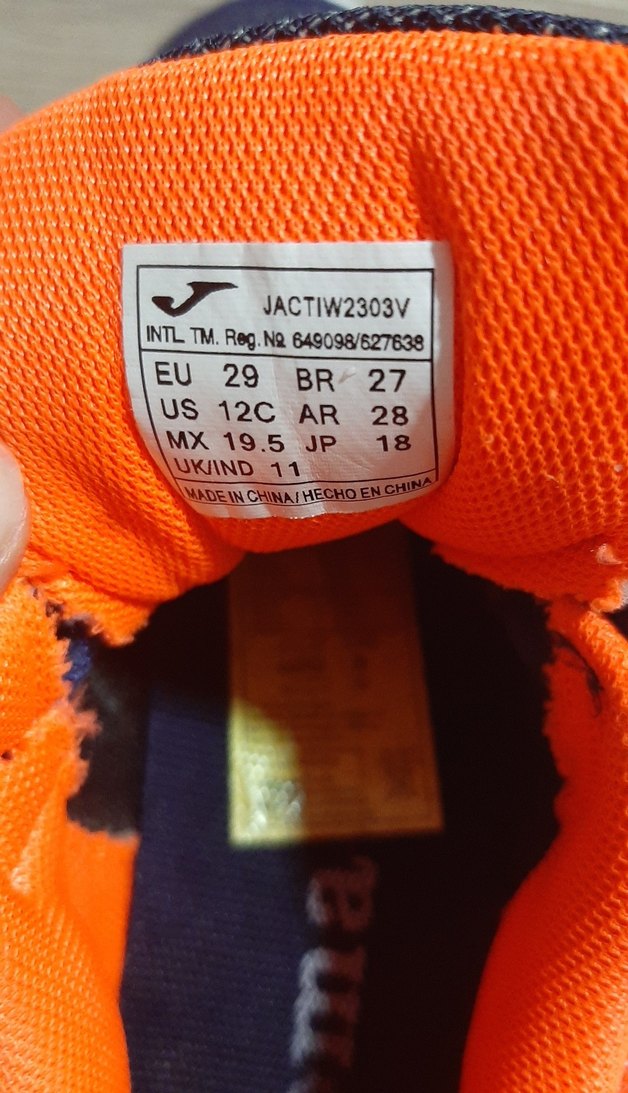 JACTIW2303V
INTL TM. Reg. Nº 649098/627638
EU 29 BR 27
US 12C AR 28
MX 19.5 JP 18
UK/IND 11
MADE IN CHINA / HECHO EN CHINA
ma